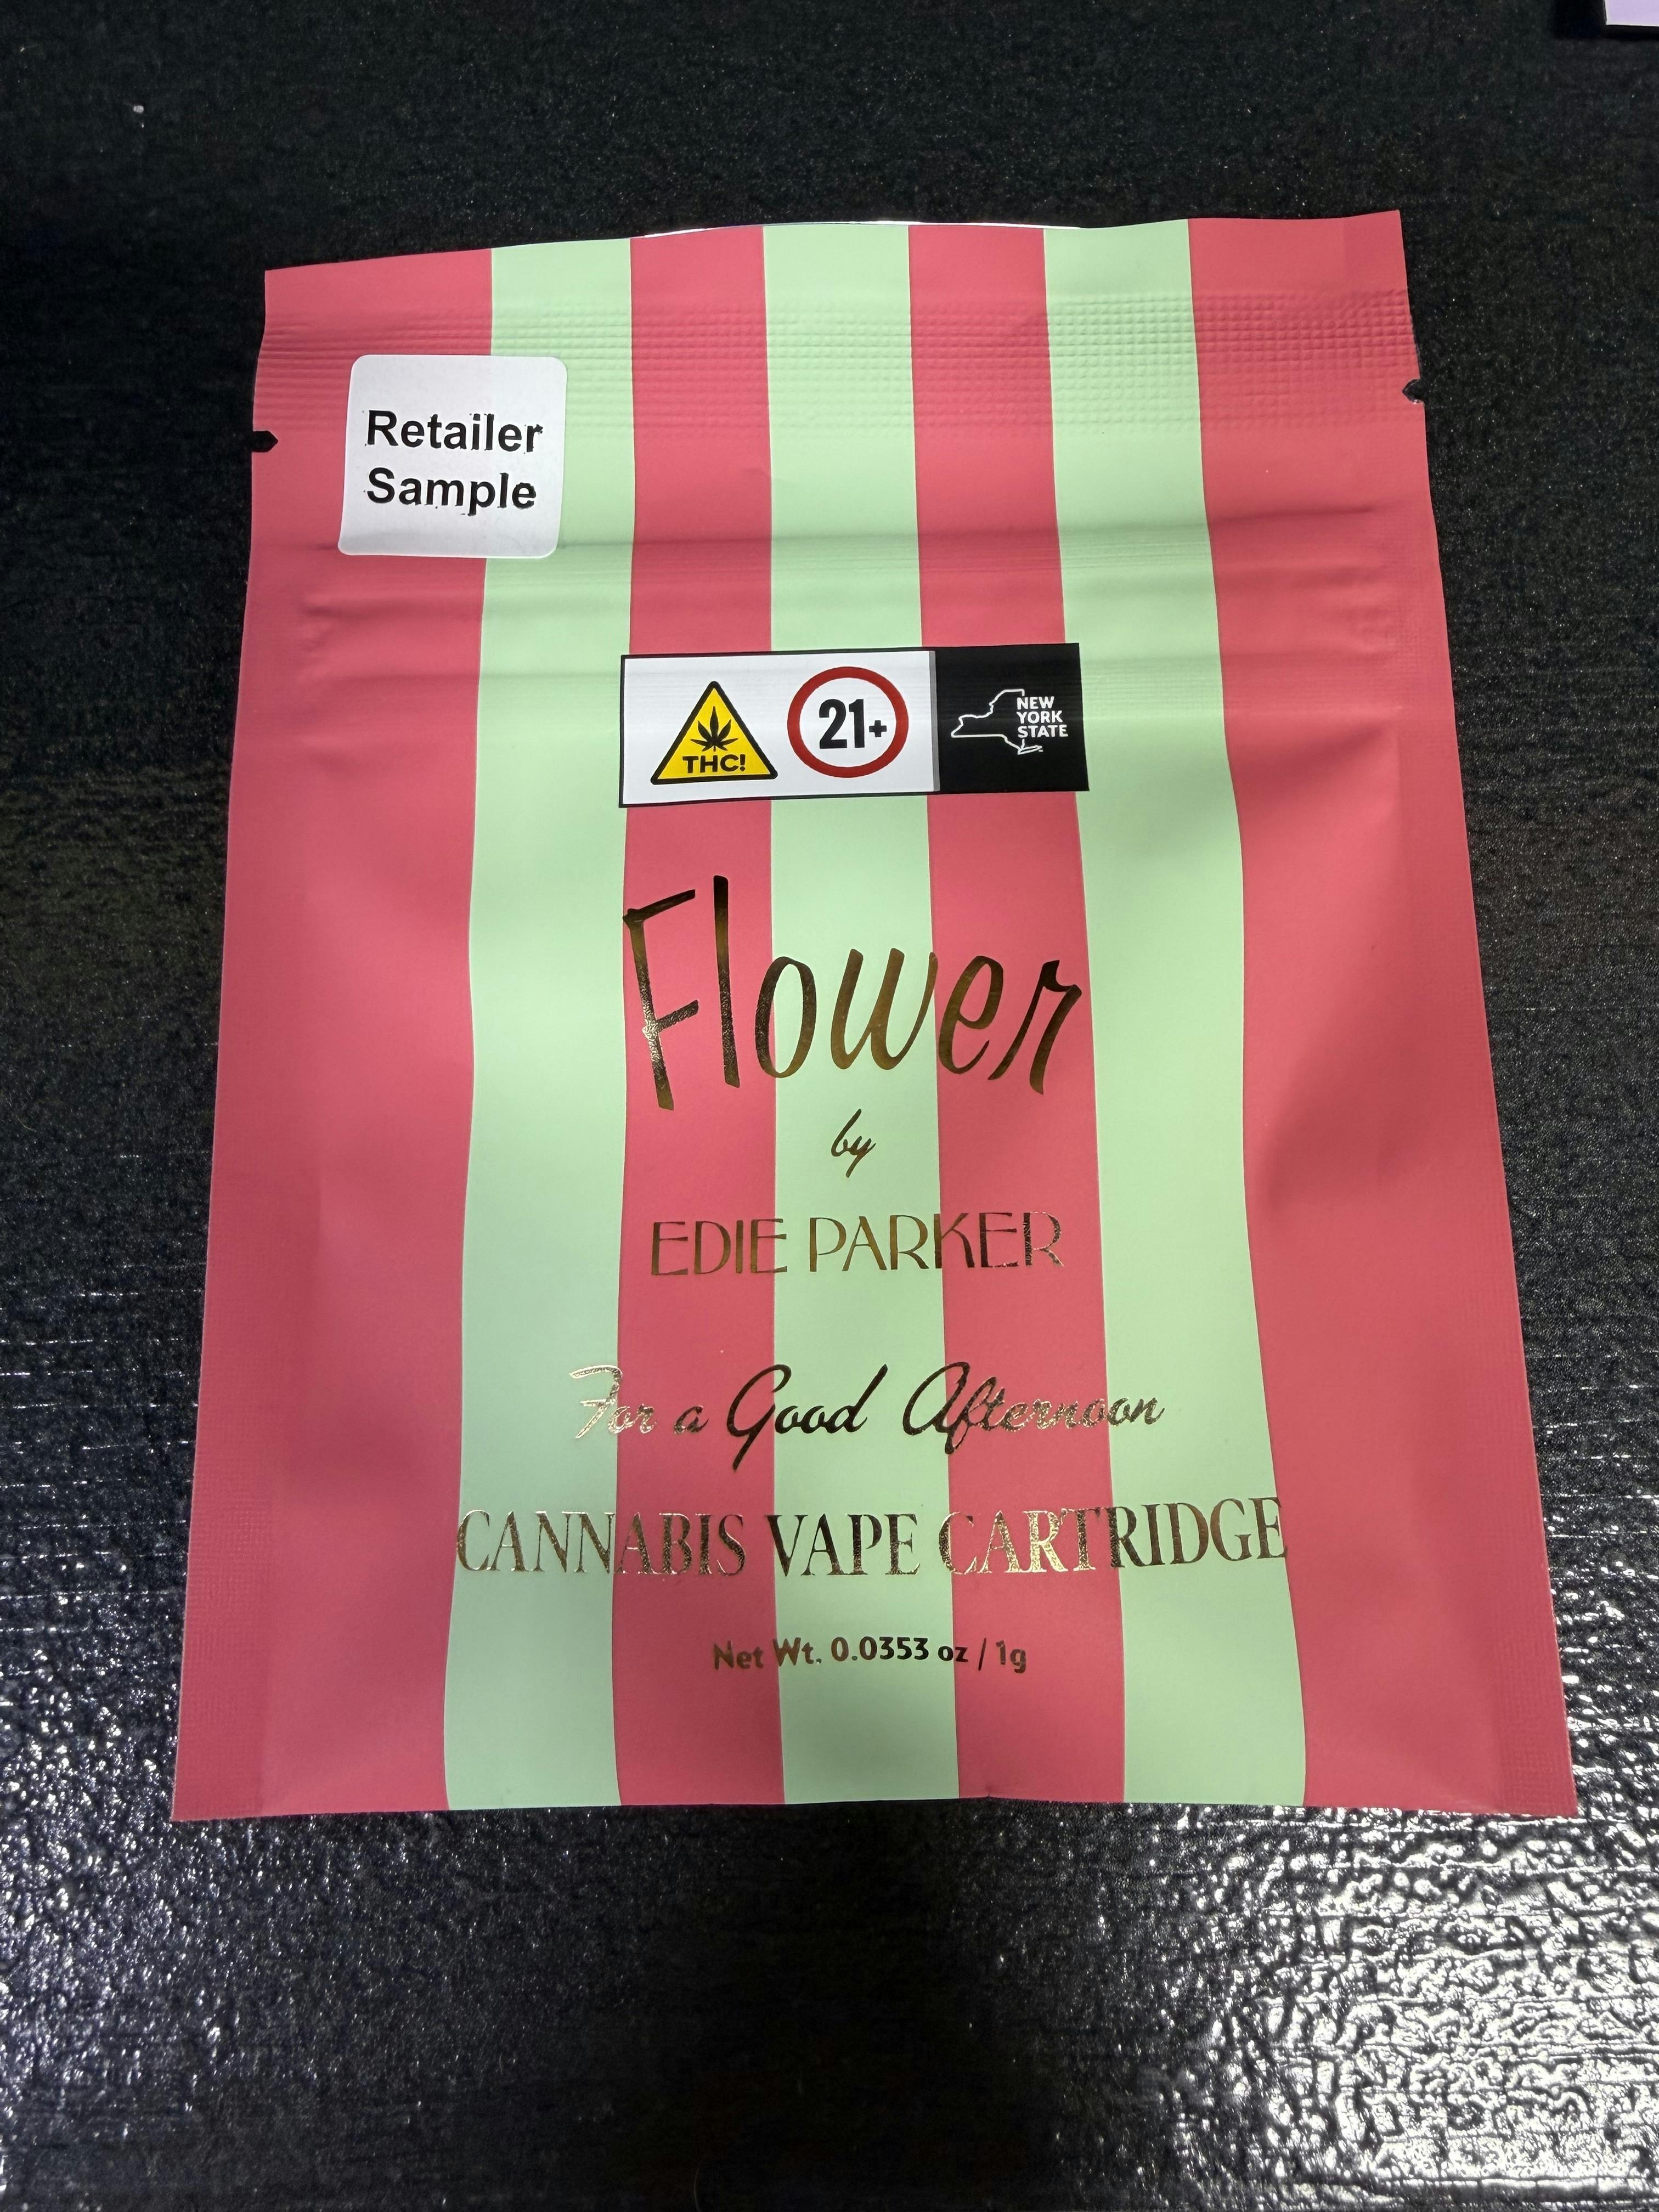 Retailer
Sample
THC!
21+
NEW
YORK
STATE
Flower
by
EDIE PARKER
For a Good Afternoon
CANNABIS VAPE CARTRIDGE
Net Wt. 0.0353 oz / 1g